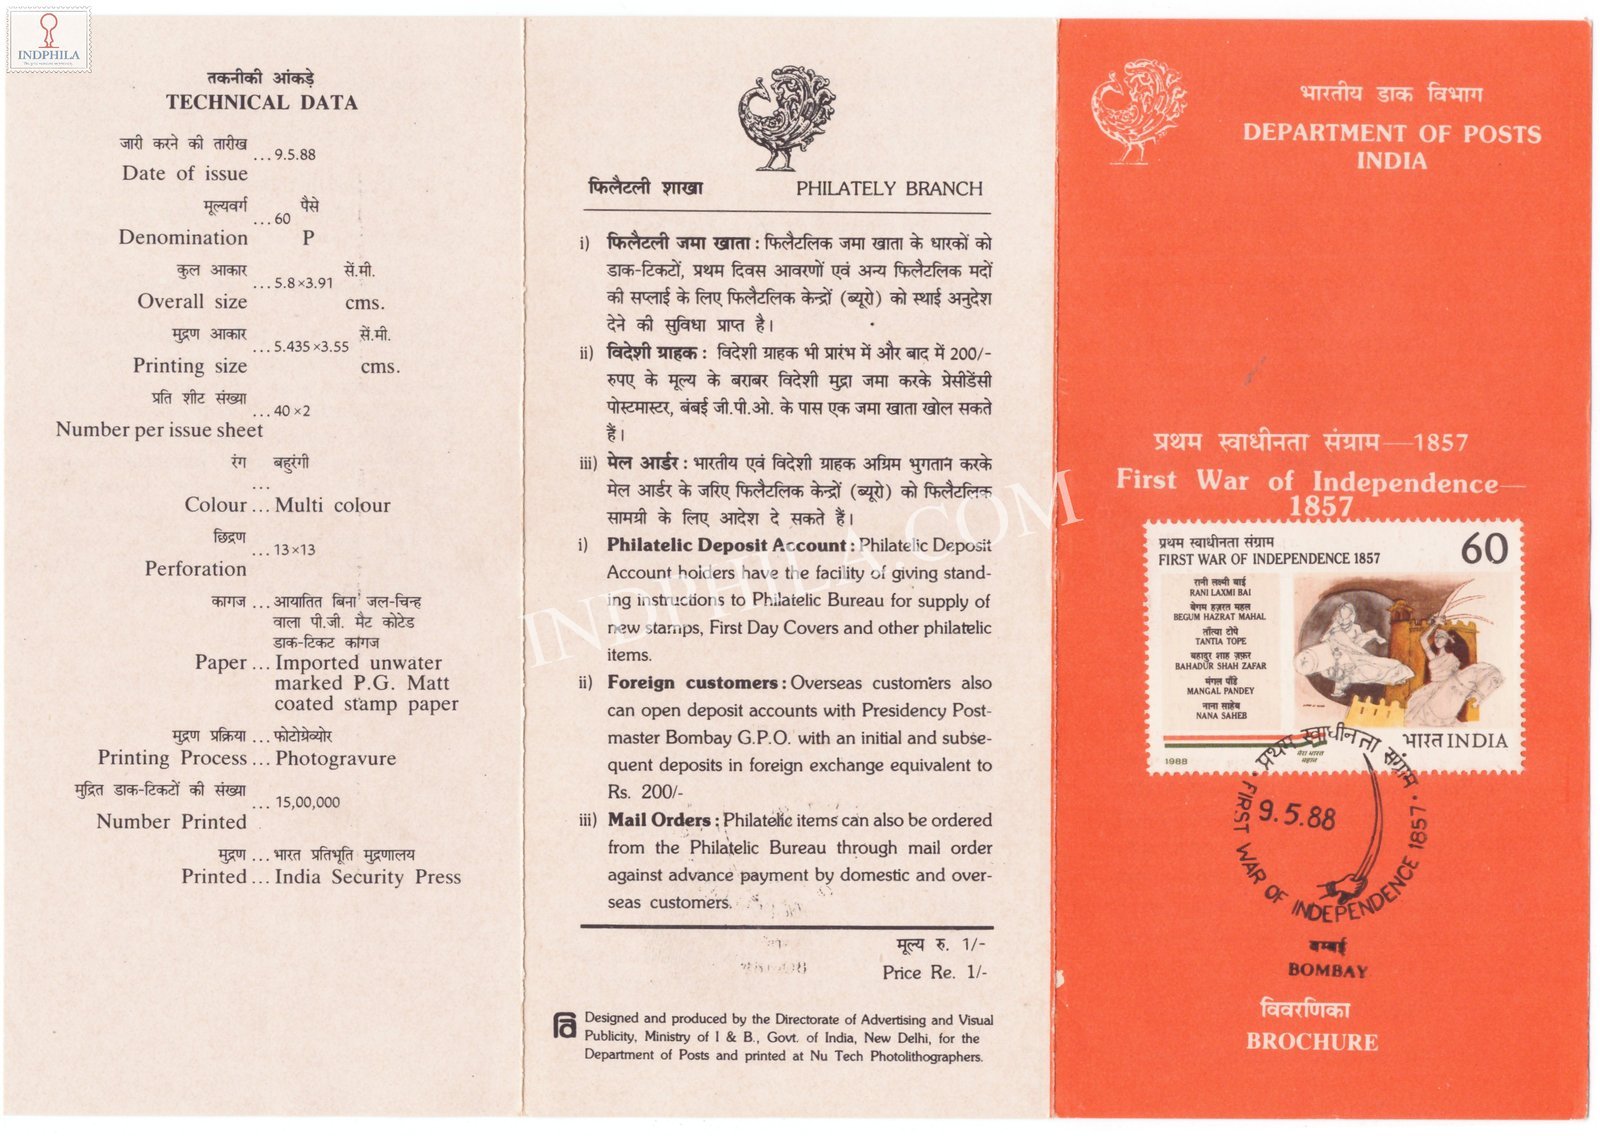 INDPHILA
तकनीकी आंकड़े
TECHNICAL DATA
जारी करने की तारीख
... 9.5.88
Date of issue
मूल्यवर्ग पैसे
... 60
Denomination P
कुल आकार सें.मी.
... 5.8×3.91
Overall size cms.
मुद्रण आकार सें.मी.
... 5.435×3.55
Printing size cms.
प्रति शीट संख्या
... 40×2
Number per issue sheet
रंग बहुरंगी
...
Colour ... Multi colour
छिद्रण
... 13×13
Perforation
कागज ... आयातित बिना जल-चिन्ह
वाला पी.जी. मैट कोटेड
डाक-टिकट कांगज
Paper ... Imported unwater
marked P.G. Matt
coated stamp paper
मुद्रण प्रक्रिया ... फोटोग्रेव्योर
Printing Process ... Photogravure
मुद्रित डाक-टिकटों की संख्या
... 15,00,000
Number Printed
मुद्रण ... भारत प्रतिभूति मुद्रणालय
Printed ... India Security Press
फिलैटली शाखा PHILATELY BRANCH
i) फिलैटली जमा खाता : फिलैटलिक जमा खाता के धारकों को
डाक-टिकटों, प्रथम दिवस आवरणों एवं अन्य फिलैटलिक मदों
की सप्लाई के लिए फिलैटलिक केन्द्रों (ब्यूरो) को स्थाई अनुदेश
देने की सुविधा प्राप्त है।
ii) विदेशी ग्राहक : विदेशी ग्राहक भी प्रारंभ में और बाद में 200/-
रुपए के मूल्य के बराबर विदेशी मुद्रा जमा करके प्रेसीडेंसी
पोस्टमास्टर, बंबई जी.पी.ओ. के पास एक जमा खाता खोल सकते
हैं।
iii) मेल आर्डर : भारतीय एवं विदेशी ग्राहक अग्रिम भुगतान करके
मेल आर्डर के जरिए फिलैटलिक केन्द्रों (ब्यूरो) को फिलैटलिक
सामग्री के लिए आदेश दे सकते हैं।
i) Philatelic Deposit Account : Philatelic Deposit
Account holders have the facility of giving stand-
ing instructions to Philatelic Bureau for supply of
new stamps, First Day Covers and other philatelic
items.
ii) Foreign customers : Overseas customers also
can open deposit accounts with Presidency Post-
master Bombay G.P.O. with an initial and subse-
quent deposits in foreign exchange equivalent to
Rs. 200/-
iii) Mail Orders : Philatelic items can also be ordered
from the Philatelic Bureau through mail order
against advance payment by domestic and over-
seas customers.
मूल्य रु. 1/-
Price Re. 1/-
Designed and produced by the Directorate of Advertising and Visual
Publicity, Ministry of I & B., Govt. of India, New Delhi, for the
Department of Posts and printed at Nu Tech Photolithographers.
INDPHILA.COM
भारतीय डाक विभाग
DEPARTMENT OF POSTS
INDIA
प्रथम स्वाधीनता संग्राम—1857
First War of Independence—
1857
प्रथम स्वाधीनता संग्राम 60
FIRST WAR OF INDEPENDENCE 1857
रानी लक्ष्मी बाई
RANI LAXMI BAI
बेगम हज़रत महल
BEGUM HAZRAT MAHAL
ताँत्या टोपे
TANTIA TOPE
बहादुर शाह ज़फ़र
BAHADUR SHAH ZAFAR
मंगल पाँडे
MANGAL PANDEY
नाना साहेब
NANA SAHEB
भारत INDIA
मेरा भारत
महान
1988
प्रथम स्वाधीनता संग्राम
9.5.88
FIRST WAR OF INDEPENDENCE 1857
बम्बई
BOMBAY
विवरणिका
BROCHURE